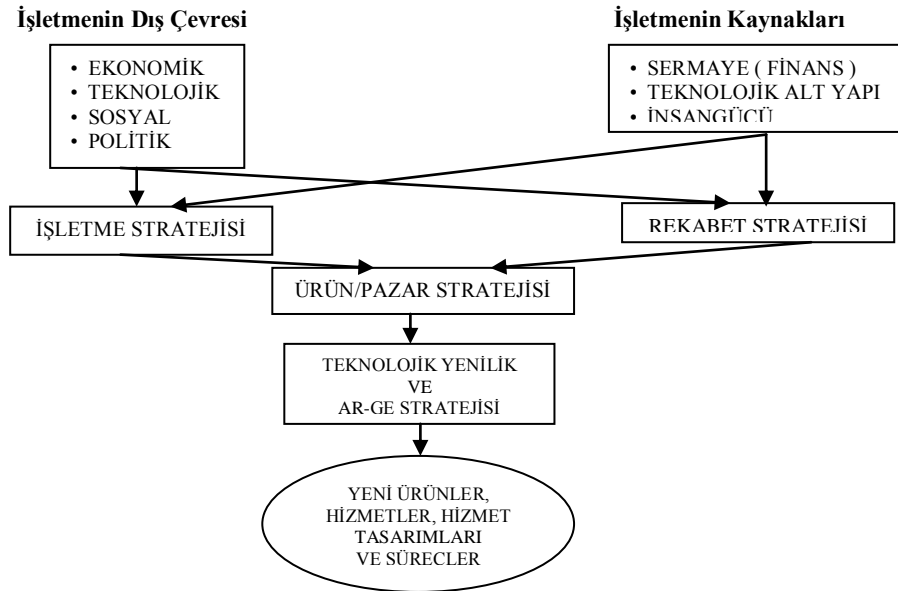 İşletmenin Dış Çevresi
• EKONOMİK
• TEKNOLOJİK
• SOSYAL
• POLİTİK
İşletmenin Kaynakları
• SERMAYE ( FİNANS )
• TEKNOLOJİK ALT YAPI
• İNSANGÜCÜ
İŞLETME STRATEJİSİ
REKABET STRATEJİSİ
ÜRÜN/PAZAR STRATEJİSİ
TEKNOLOJİK YENİLİK
VE
AR-GE STRATEJİSİ
YENİ ÜRÜNLER,
HİZMETLER, HİZMET
TASARIMLARI
VE SÜREÇLER